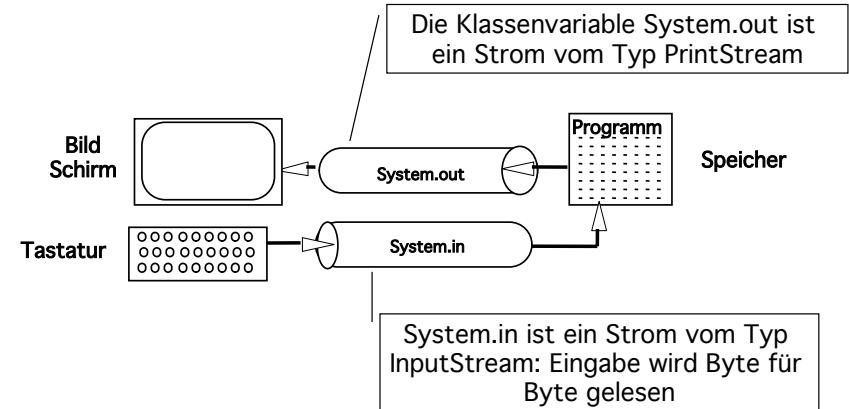 Die Klassenvariable System.out ist
ein Strom vom Typ PrintStream
Bild
Schirm
System.out
Programm
Speicher
Tastatur
System.in
System.in ist ein Strom vom Typ
InputStream: Eingabe wird Byte für
Byte gelesen